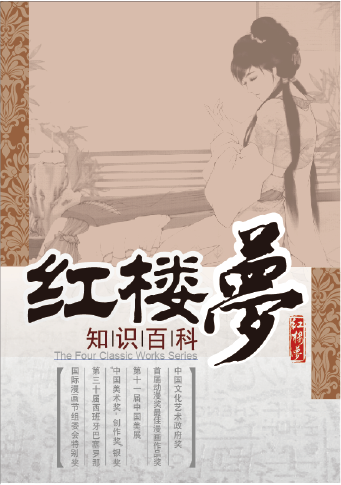 红楼夢
知识百科
红楼夢
The Four Classic Works Series
中国文化艺术政府奖
首届动漫奖最佳漫画作品奖
第十一届中国美展
中国美术奖·创作奖、银奖
第三十届西班牙巴塞罗那
国际漫画节组委会特别奖